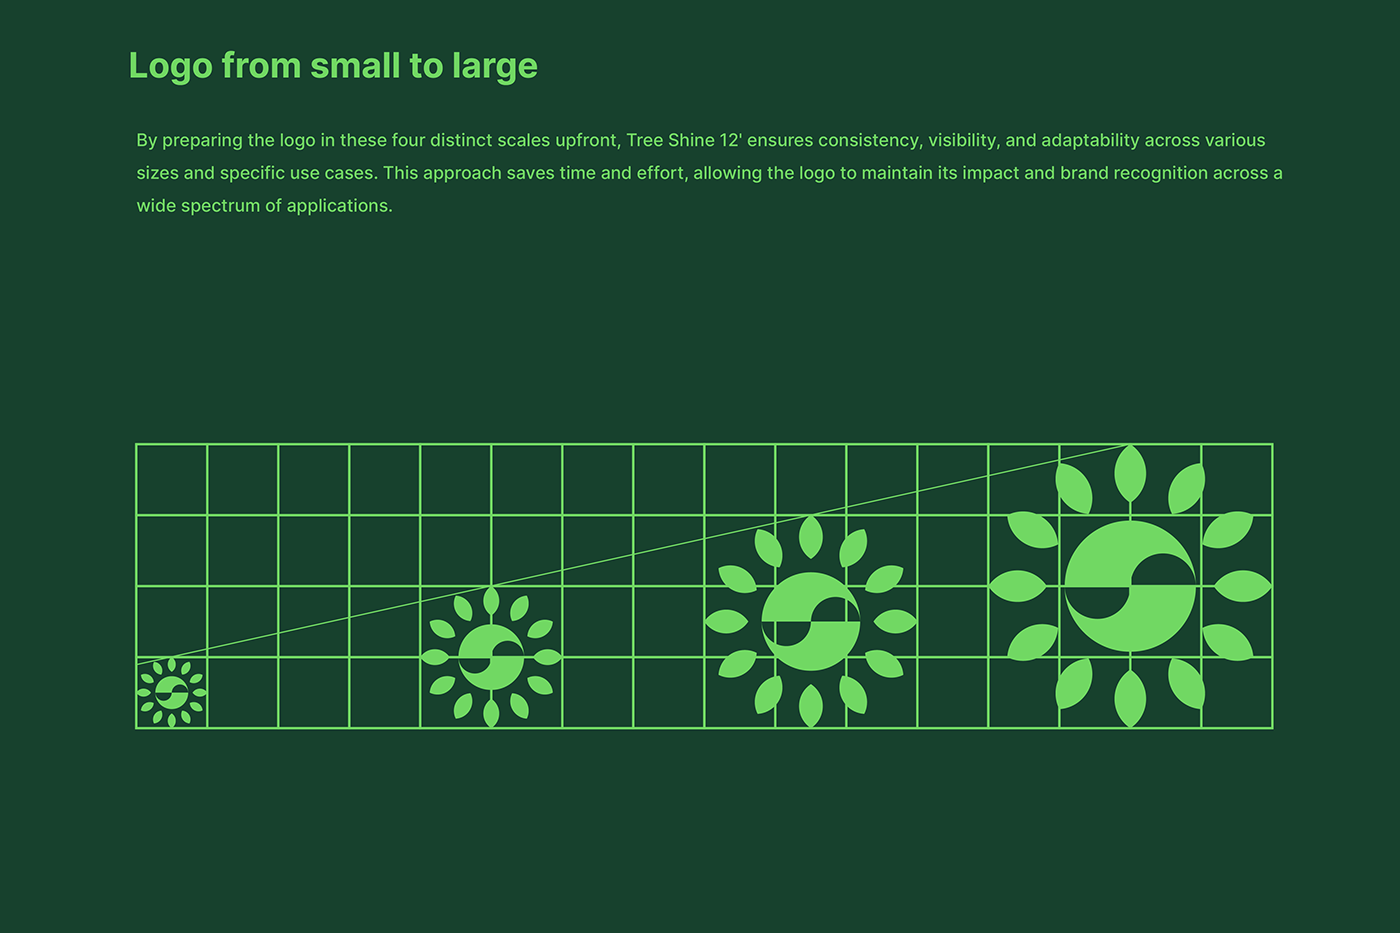 Logo from small to large
By preparing the logo in these four distinct scales upfront, Tree Shine 12' ensures consistency, visibility, and adaptability across various
sizes and specific use cases. This approach saves time and effort, allowing the logo to maintain its impact and brand recognition across a
wide spectrum of applications.